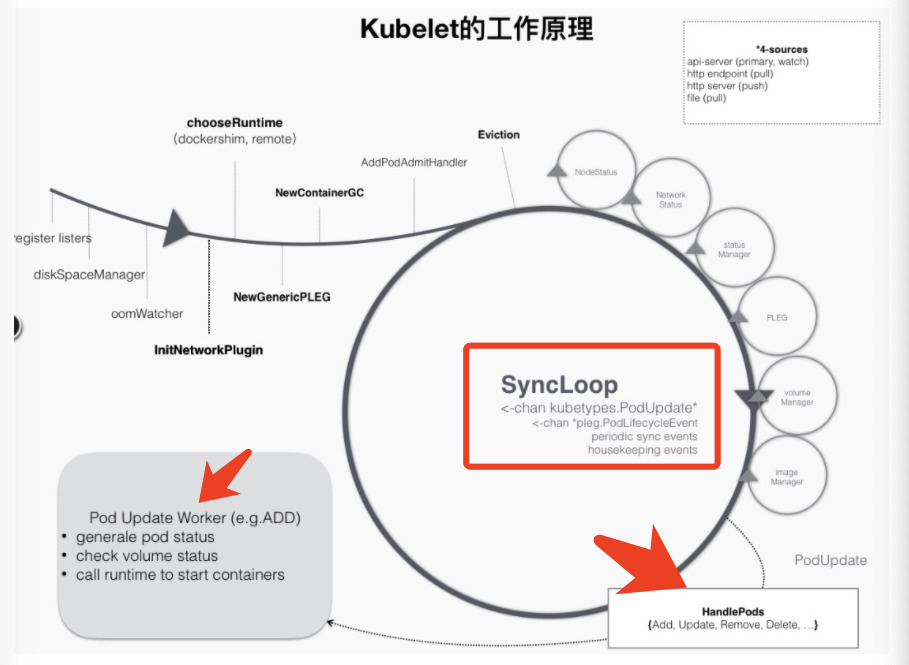 Kubelet的工作原理
*4-sources
api-server (primary, watch)
http endpoint (pull)
http server (push)
file (pull)
chooseRuntime
(dockershim, remote)
Eviction
AddPodAdmitHandler
NewContainerGC
NodeStatus
Network
Status
status
Manager
register listers
diskSpaceManager
NewGenericPLEG
oomWatcher
PLEG
InitNetworkPlugin
SyncLoop
<-chan kubetypes.PodUpdate*
<-chan *pleg.PodLifecycleEvent
periodic sync events
housekeeping events
volume
Manager
image
Manager
Pod Update Worker (e.g.ADD)
• generale pod status
• check volume status
• call runtime to start containers
PodUpdate
HandlePods
{Add, Update, Remove, Delete, ...}